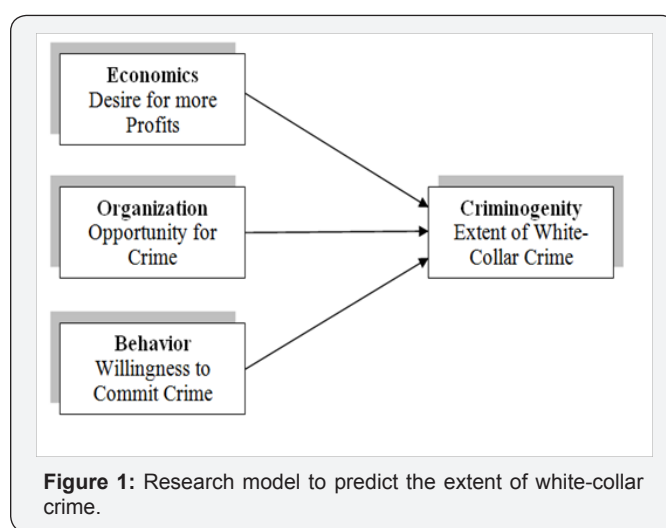 Economics
Desire for more
Profits
Organization
Opportunity for
Crime
Criminogenity
Extent of White-
Collar Crime
Behavior
Willingness to
Commit Crime
Figure 1: Research model to predict the extent of white-collar
crime.